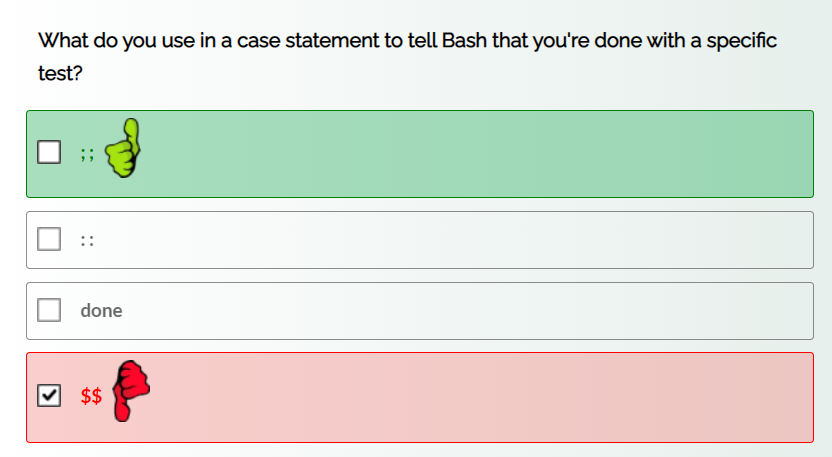 What do you use in a case statement to tell Bash that you're done with a specific
test?
;;
::
done
$$